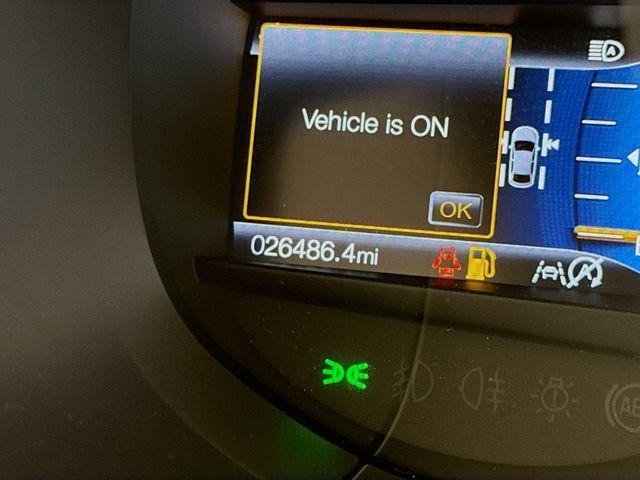 A
Vehicle is ON
OK
026486.4mi